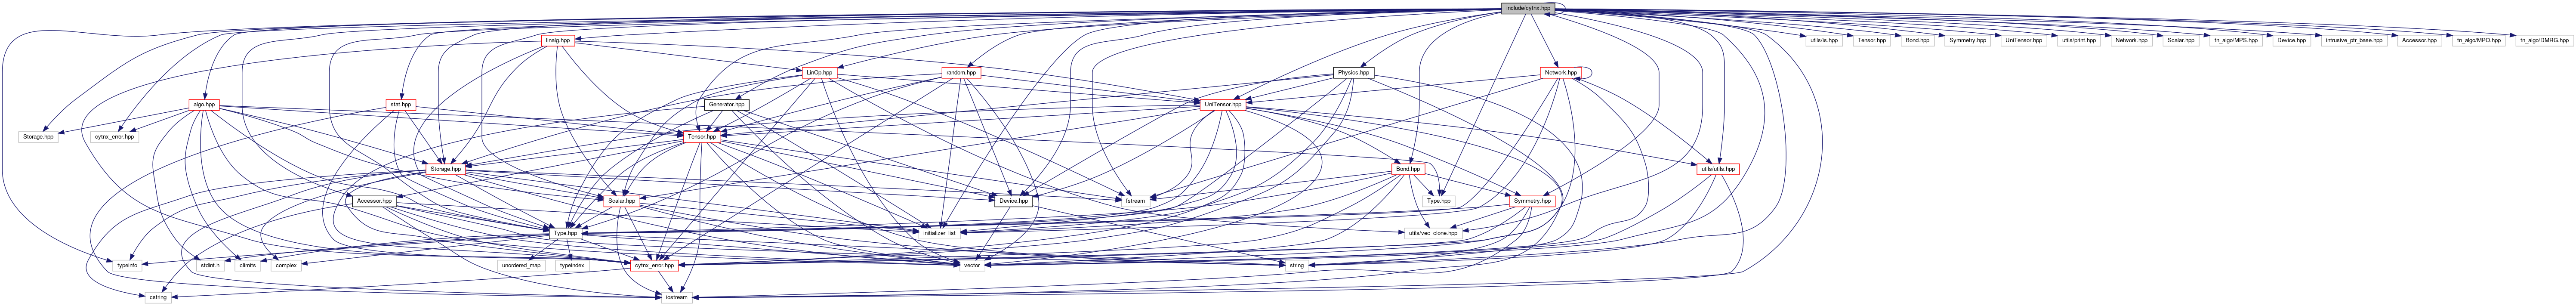 include/cytnx.hpp
linalg.hpp
utils/is.hpp
Tensor.hpp
Bond.hpp
Symmetry.hpp
UniTensor.hpp
utils/print.hpp
Network.hpp
Scalar.hpp
tn_algo/MPS.hpp
Device.hpp
intrusive_ptr_base.hpp
Accessor.hpp
tn_algo/MPO.hpp
tn_algo/DMRG.hpp
LinOp.hpp
random.hpp
Physics.hpp
Network.hpp
algo.hpp
stat.hpp
Generator.hpp
UniTensor.hpp
Storage.hpp
cytnx_error.hpp
Tensor.hpp
Storage.hpp
Bond.hpp
utils/utils.hpp
Accessor.hpp
Scalar.hpp
Device.hpp
fstream
Type.hpp
Symmetry.hpp
Type.hpp
initializer_list
utils/vec_clone.hpp
typeinfo
stdint.h
climits
complex
unordered_map
typeindex
cytnx_error.hpp
vector
string
cstring
iostream